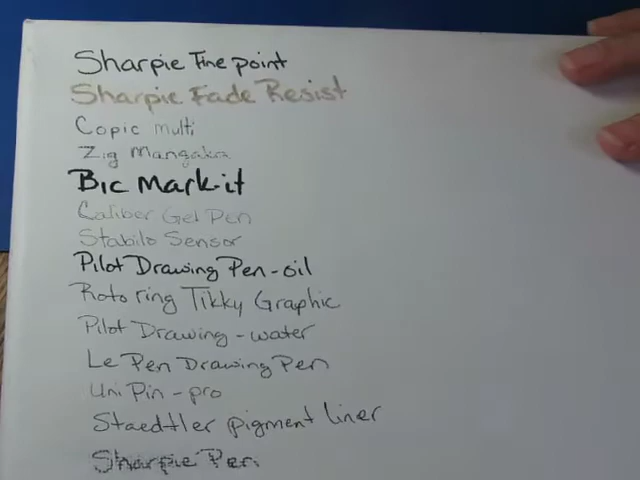 Sharpie Fine point
Sharpie Fade Resist
Copic multi
Zig Mangaka
Bic Mark-it
Caliber Gel Pen
Stabilo Sensor
Pilot Drawing Pen-oil
Rotoring Tikky Graphic
Pilot Drawing - water
Le Pen Drawing Pen
Uni Pin - pro
Staedtler pigment liner
Sharpie Pen